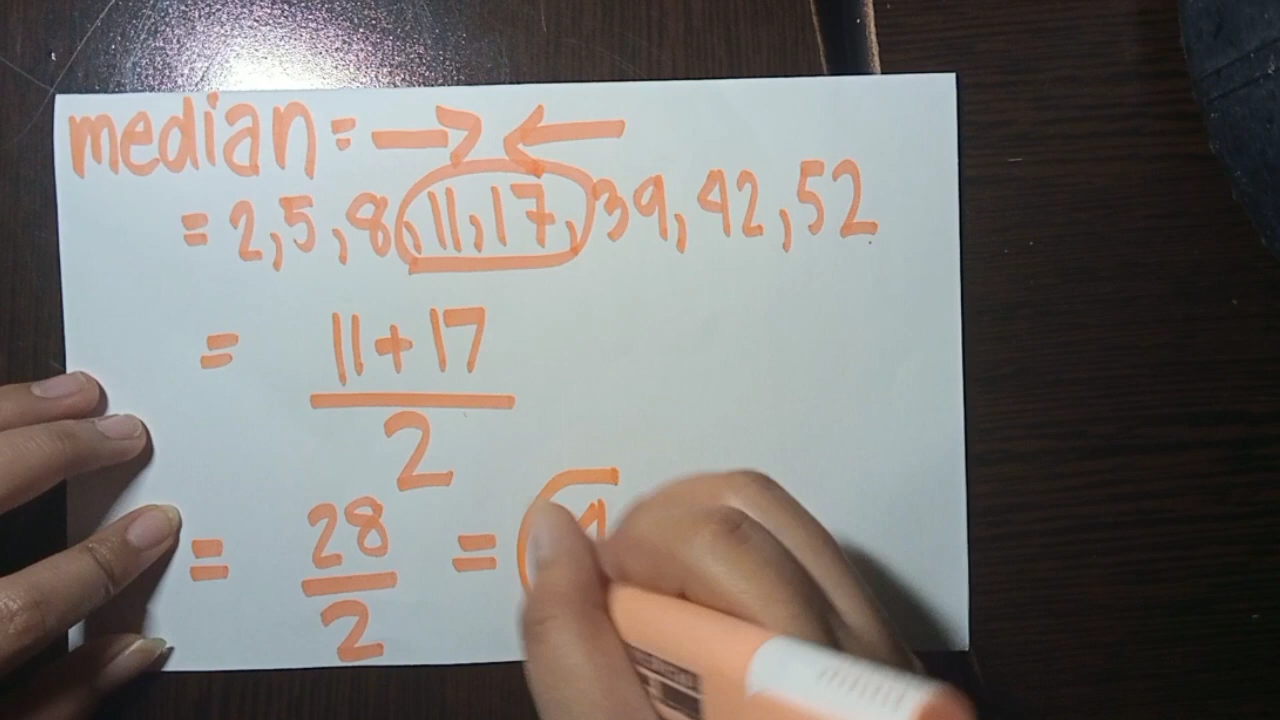 median = → ←
= 2, 5, 8, 11, 17, 39, 42, 52
= 11 + 17
2
= 28 =
2